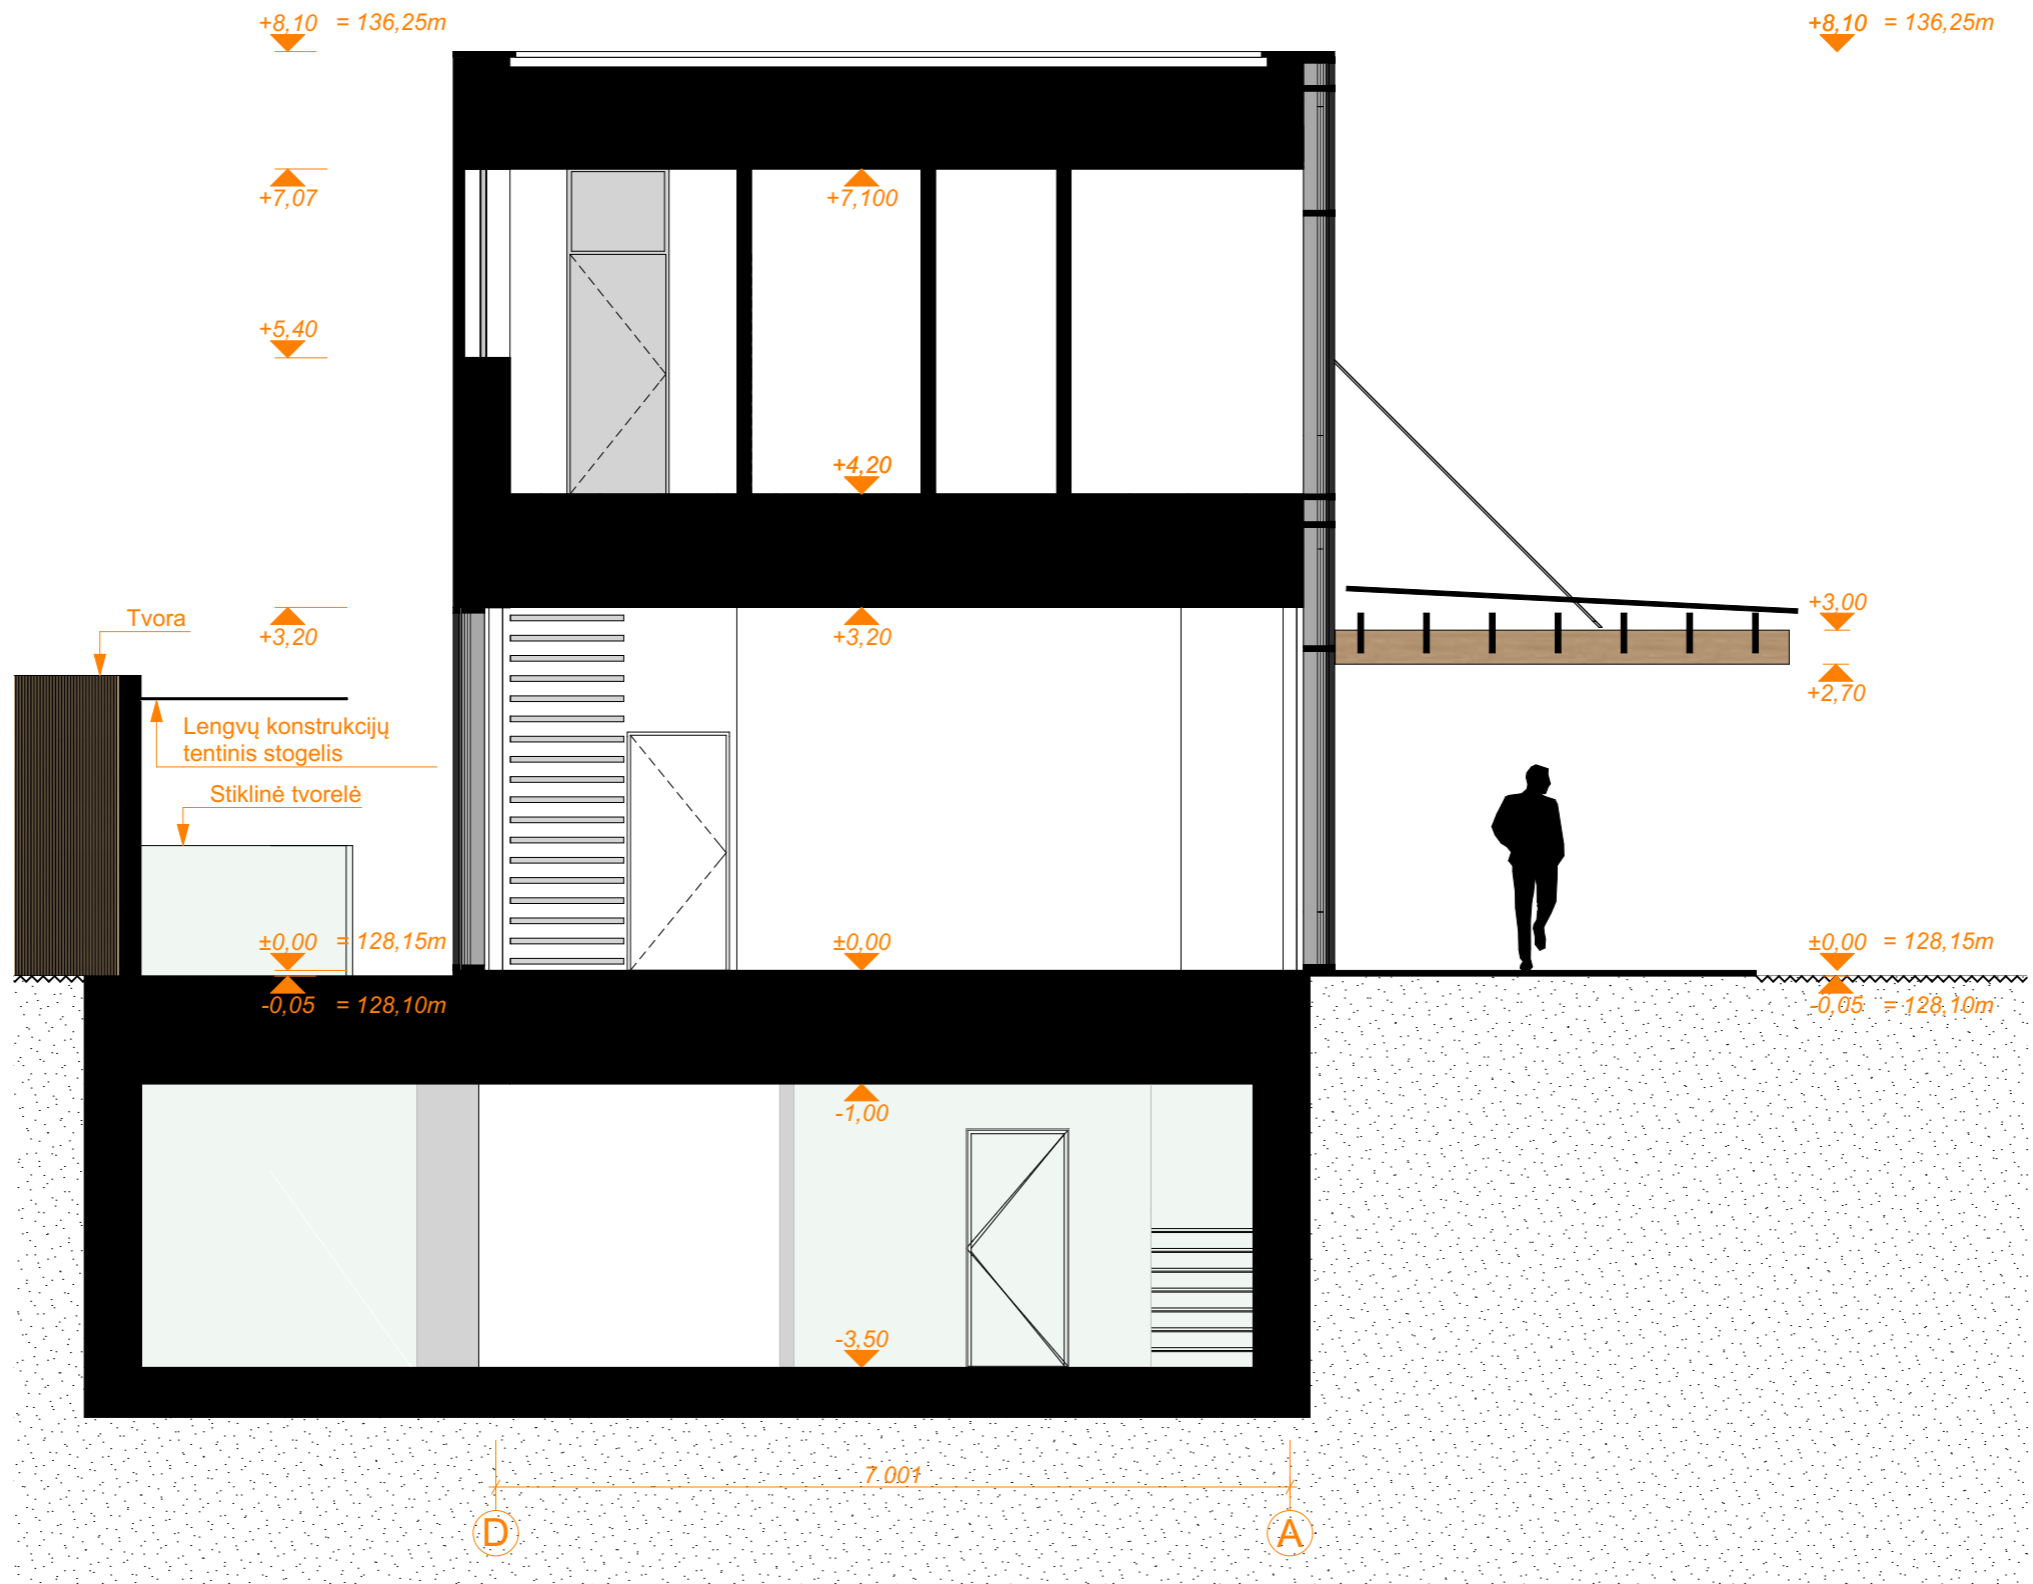 +8,10 = 136,25m
+8,10 = 136,25m
+7,07
+7,100
+5,40
+4,20
Tvora
+3,20
+3,20
+3,00
+2,70
Lengvų konstrukcijų
tentinis stogelis
Stiklinė tvorelė
±0,00 = 128,15m
±0,00
±0,00 = 128,15m
-0,05 = 128,10m
-0,05 = 128,10m
-1,00
-3,50
7 001
D
A